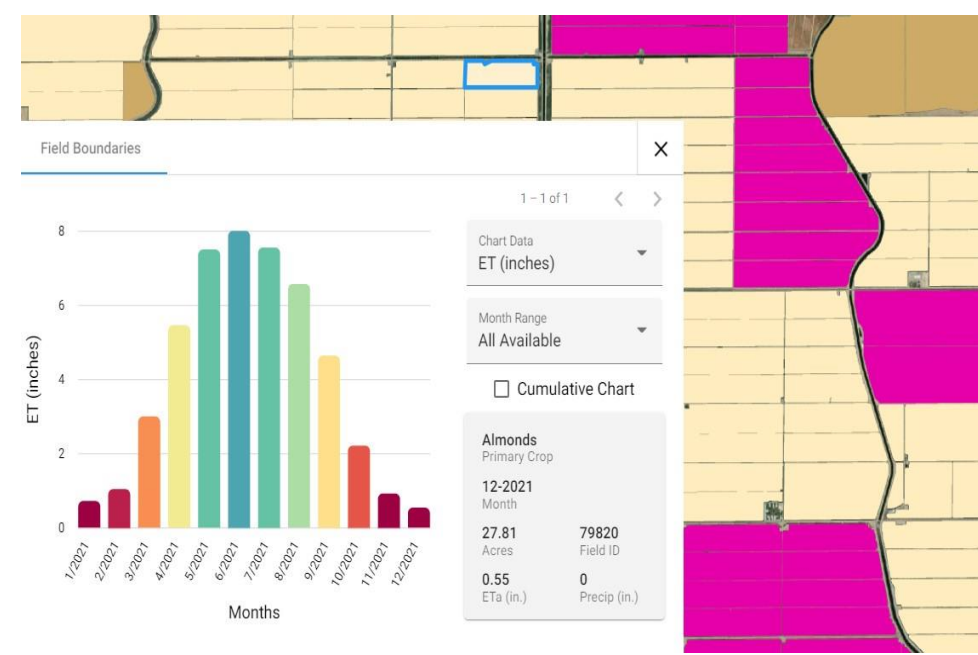 Field Boundaries
1 – 1 of 1
Chart Data
ET (inches)
Month Range
All Available
Cumulative Chart
Almonds
Primary Crop
12-2021
Month
27.81 79820
Acres Field ID
0.55 0
ETa (in.) Precip (in.)
ET (inches)
8
6
4
2
0
1/2021 2/2021 3/2021 4/2021 5/2021 6/2021 7/2021 8/2021 9/2021 10/2021 11/2021 12/2021
Months